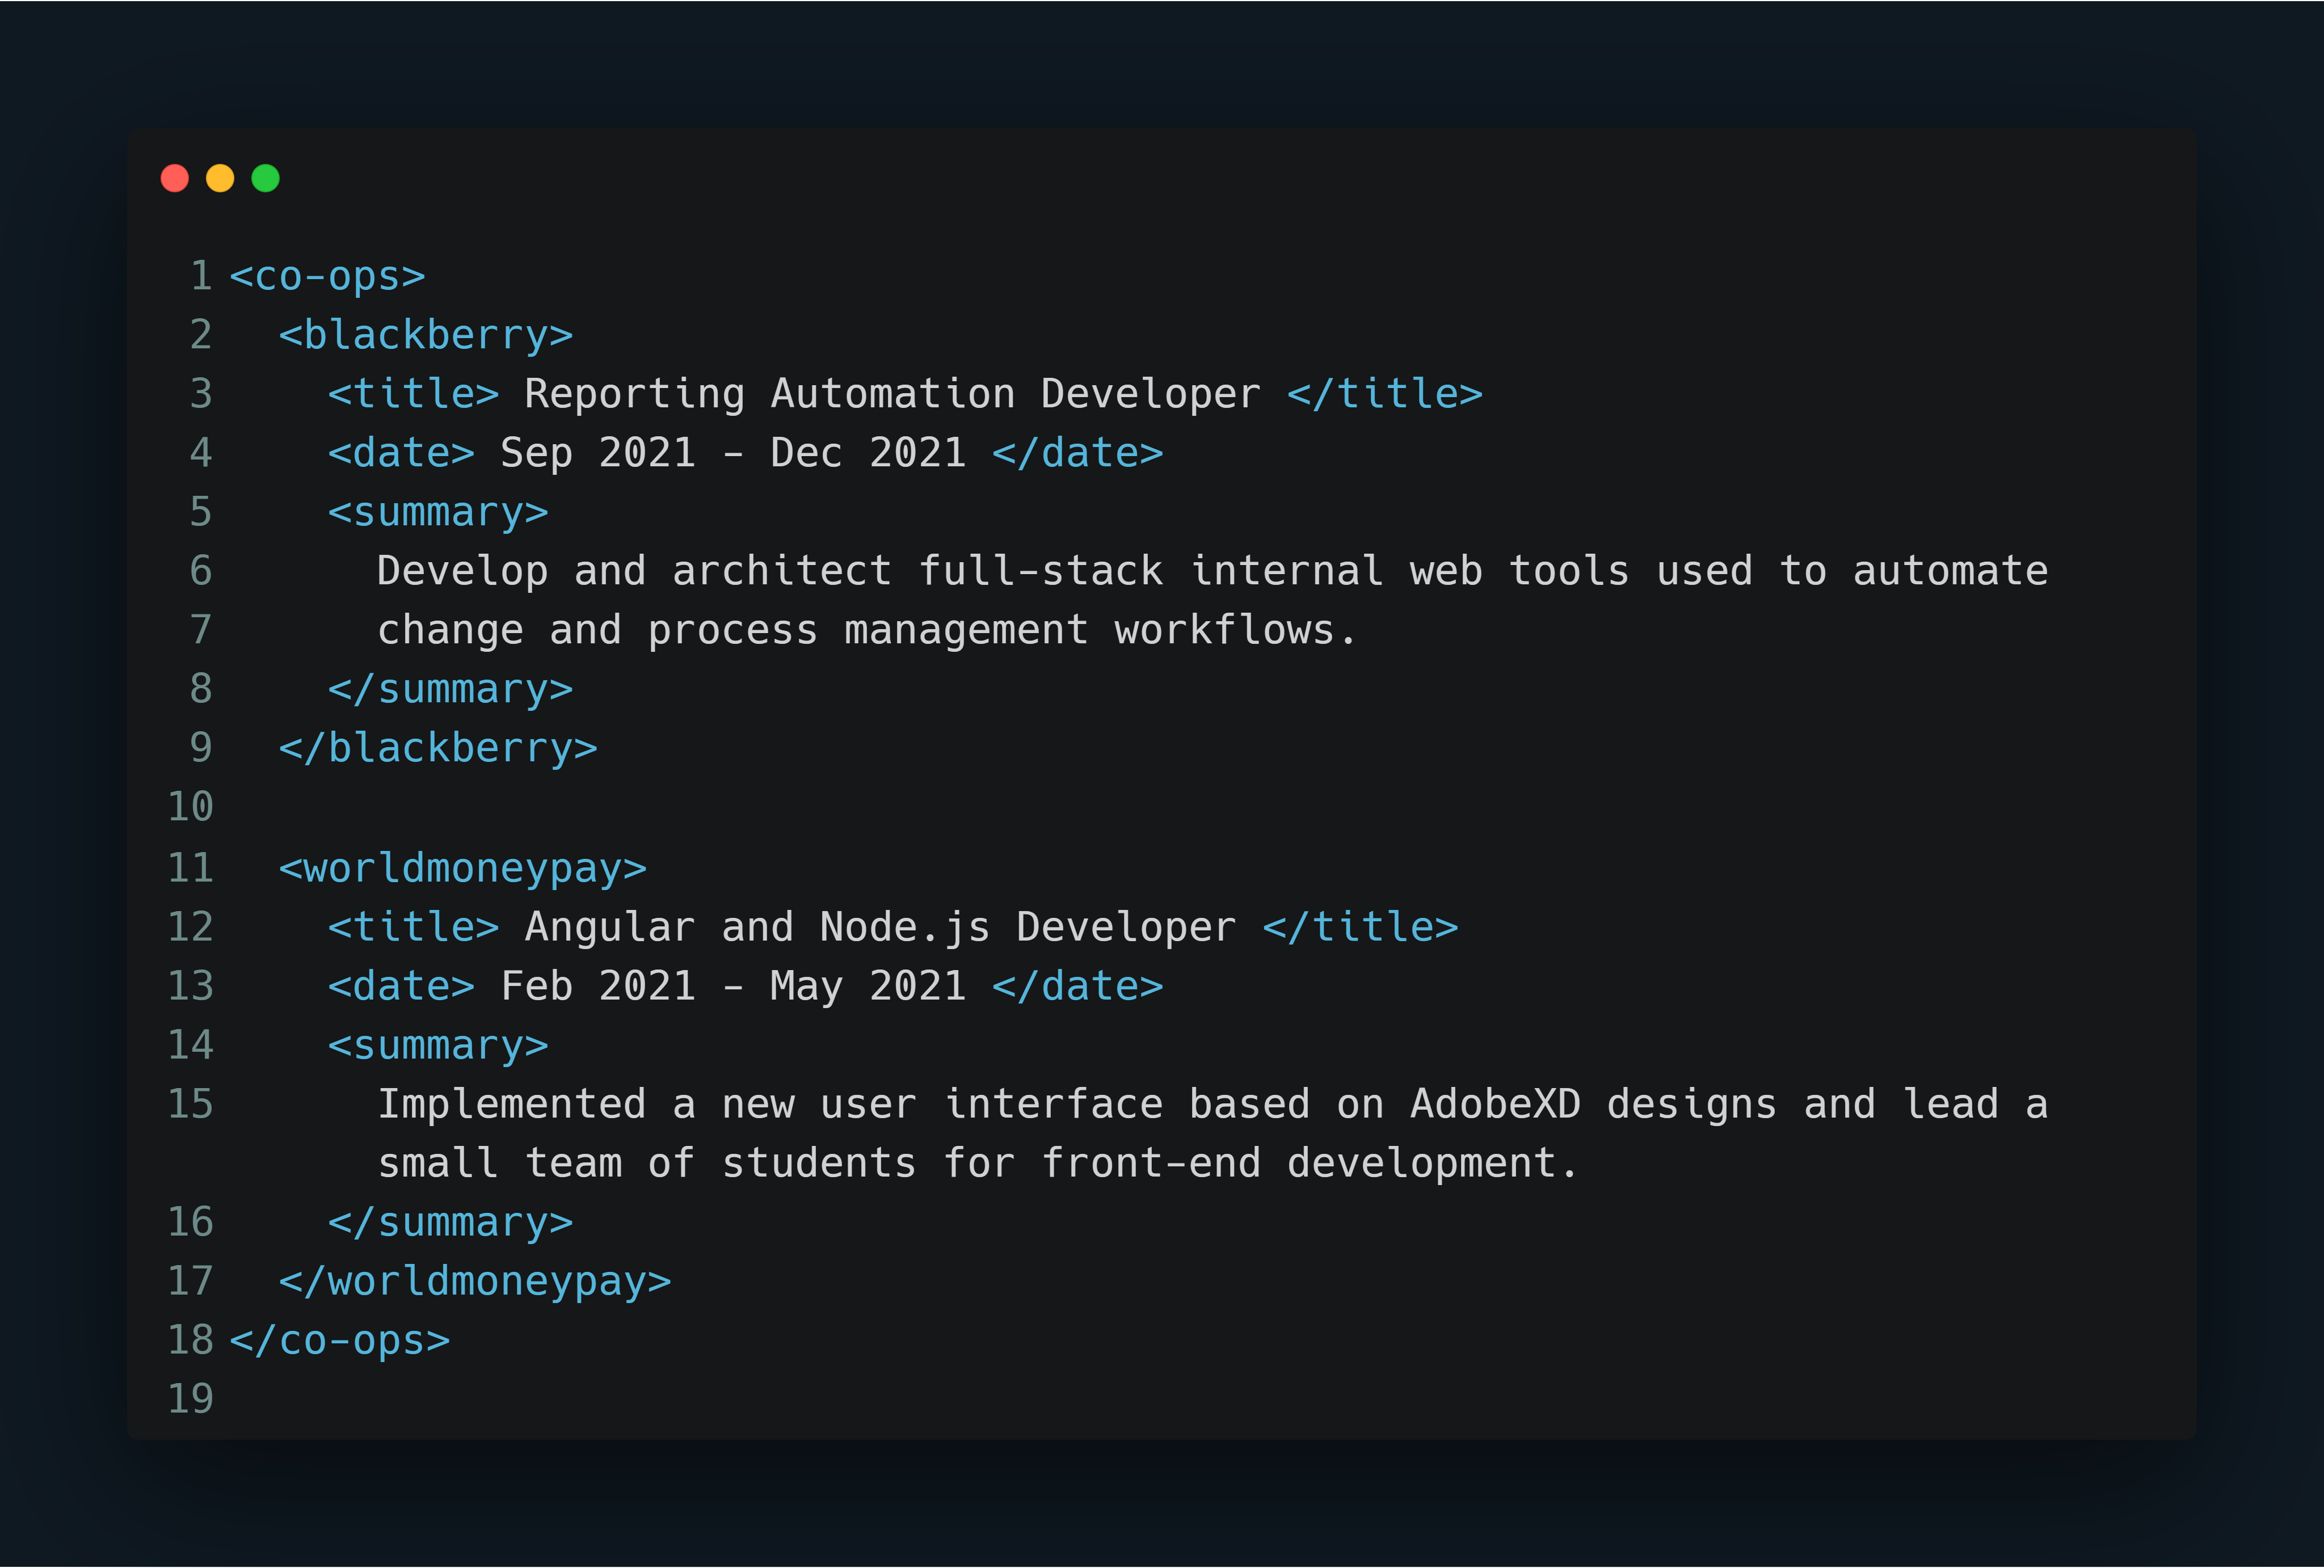 1 <co-ops>
2   <blackberry>
3     <title> Reporting Automation Developer </title>
4     <date> Sep 2021 - Dec 2021 </date>
5     <summary>
6       Develop and architect full-stack internal web tools used to automate
7       change and process management workflows.
8     </summary>
9   </blackberry>
10
11   <worldmoneypay>
12     <title> Angular and Node.js Developer </title>
13     <date> Feb 2021 - May 2021 </date>
14     <summary>
15       Implemented a new user interface based on AdobeXD designs and lead a
      small team of students for front-end development.
16     </summary>
17   </worldmoneypay>
18 </co-ops>
19